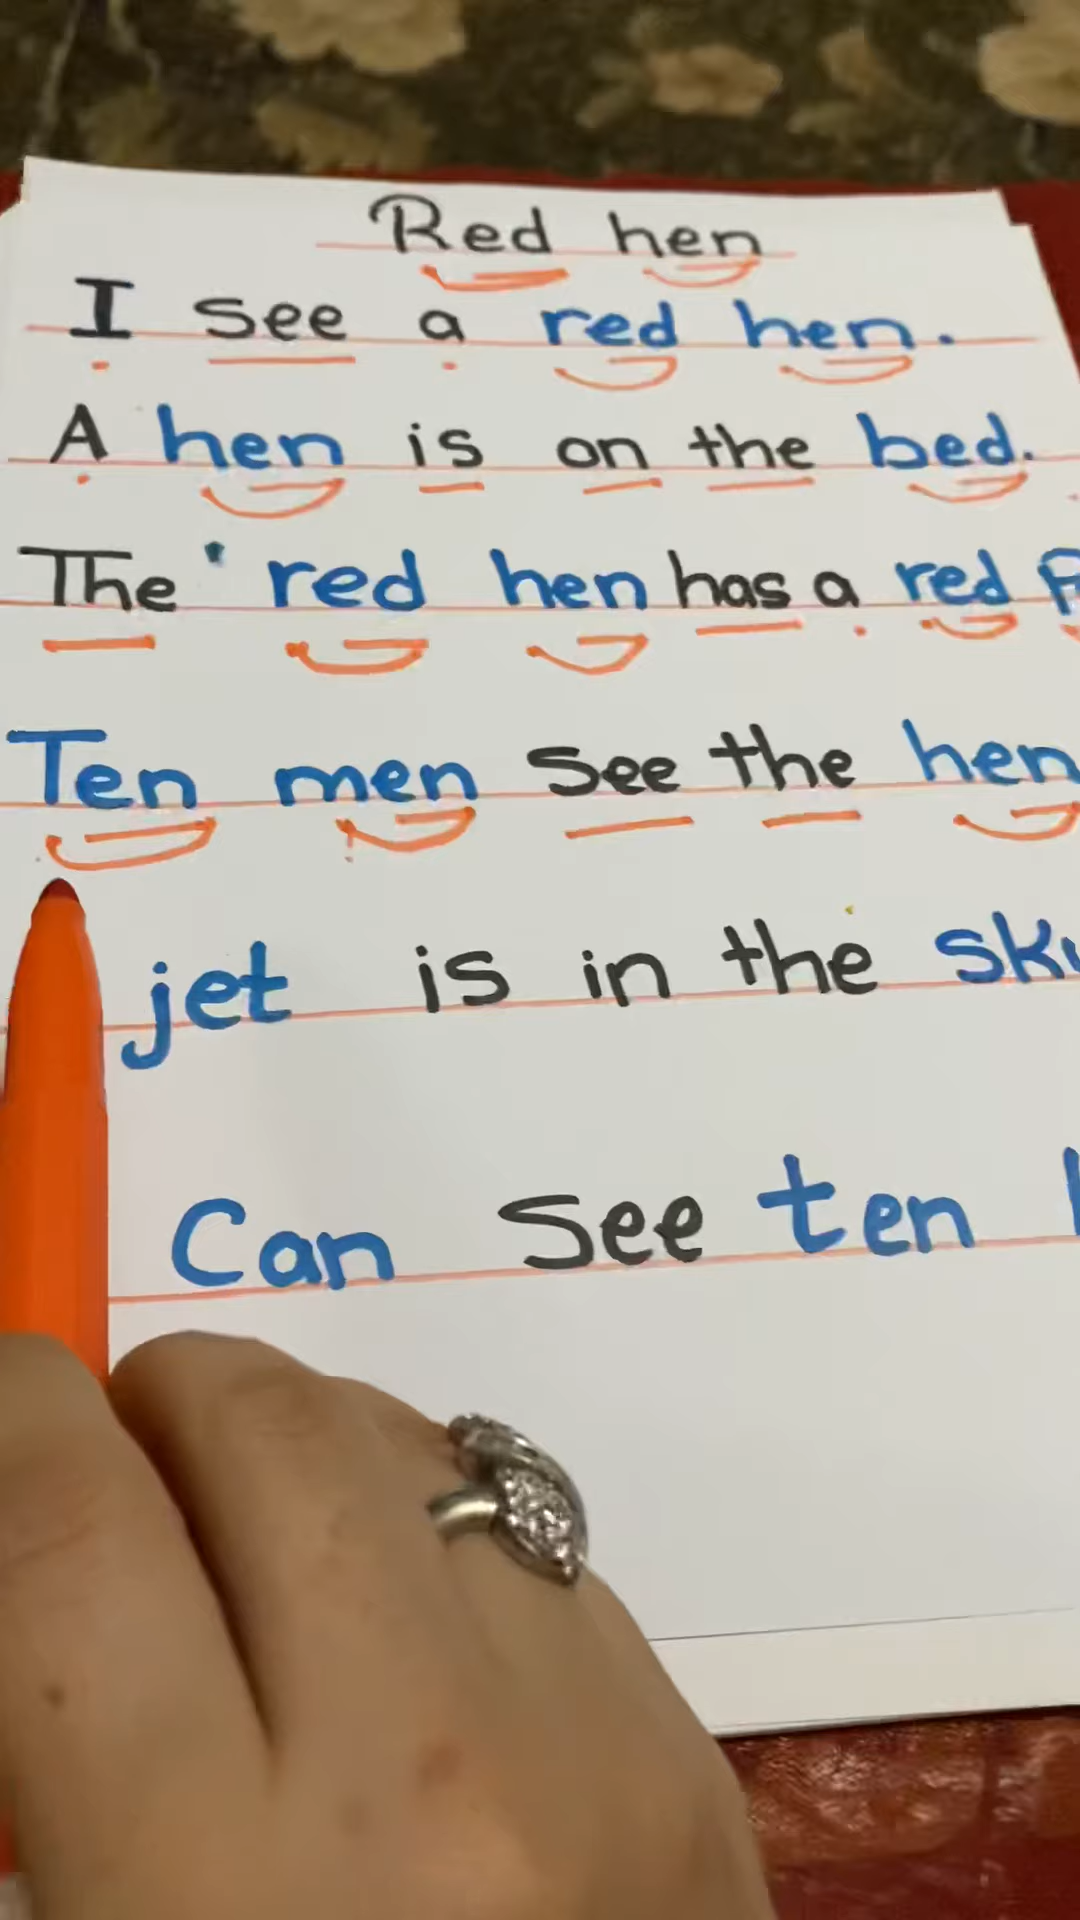 Red hen
I see a red hen.
A hen is on the bed.
The red hen has a red
Ten men see the hen
jet is in the
Can see ten